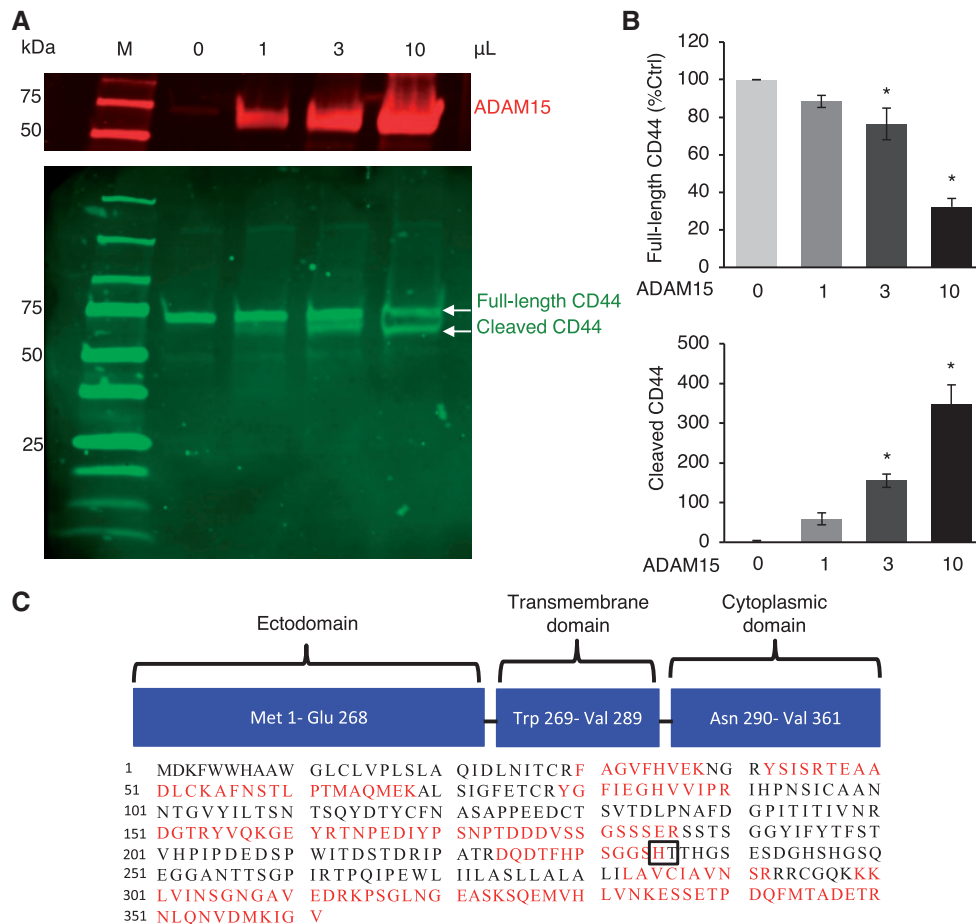 A
kDa M 0 1 3 10 µL
75
50
ADAM15
75
50
25
Full-length CD44
Cleaved CD44
B
Full-length CD44 (%Ctrl)
120
100
80
60
40
20
0
* *
ADAM15 0 1 3 10
Cleaved CD44
500
400
300
200
100
0
* *
ADAM15 0 1 3 10
C
Ectodomain
Transmembrane
domain
Cytoplasmic
domain
Met 1- Glu 268 Trp 269- Val 289 Asn 290- Val 361
1 MDKFWWHAAW GLCLVPLSLA QIDLNITCRF AGVFHVEKNG RYSISRTEAA
51 DLCKAFNSTL PTMAQMEKAL SIGFETCRYG FIEGHVVIPR IHPNSICAAN
101 NTGVYILTSN TSQYDTYCFN ASAPPEEDCT SVTDLPNAFD GPITITIVNR
151 DGTRYVQKGE YRTNPEDIYP SNPTDDDVSS GSSSERSSTS GGYIFYTFST
201 VHPIPDEDSP WITDSTDRIP ATRDQDTFHP SGGSHTTHGS ESDGHSHGSQ
251 EGGANTTSGP IRTPQIPEWL IILASLLALA LILAVCIAVN SRRRCGQKKK
301 LVINSGNGAV EDRKPSGLNG EASKSQEMVH LVNKESSETP DQFMTADETR
351 NLQNVDMKIG V